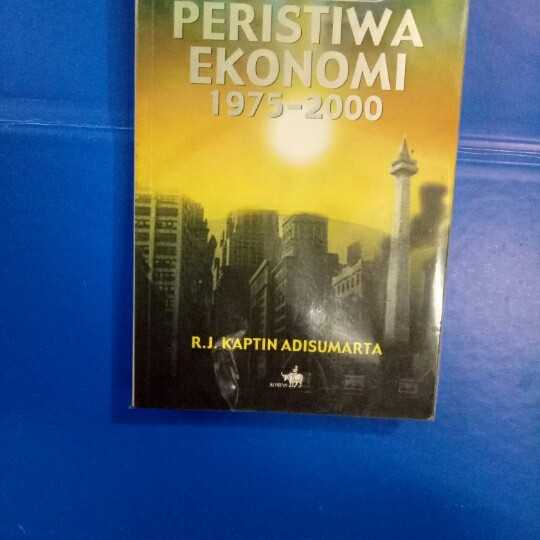 PERISTIWA
EKONOMI
1975-2000
R.J. KAPTIN ADISUMARTA